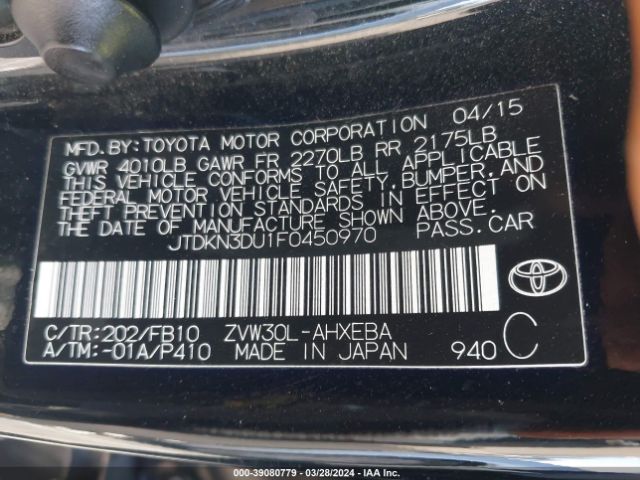 MFD.BY:TOYOTA MOTOR CORPORATION 04/15
GVWR 4010LB GAWR FR 2270LB RR 2175LB
THIS VEHICLE CONFORMS TO ALL APPLICABLE
FEDERAL MOTOR VEHICLE SAFETY,BUMPER,AND
THEFT PREVENTION STANDARDS IN EFFECT ON
THE DATE OF MANUFACTURE SHOWN ABOVE.
JTDKN3DU1F0450970 PASS.CAR
C/TR:202/FB10 ZVW30L-AHXEBA
A/TM:-01A/P410 MADE IN JAPAN 940 C
000-39080779 | 03/28/2024 | IAA Inc.